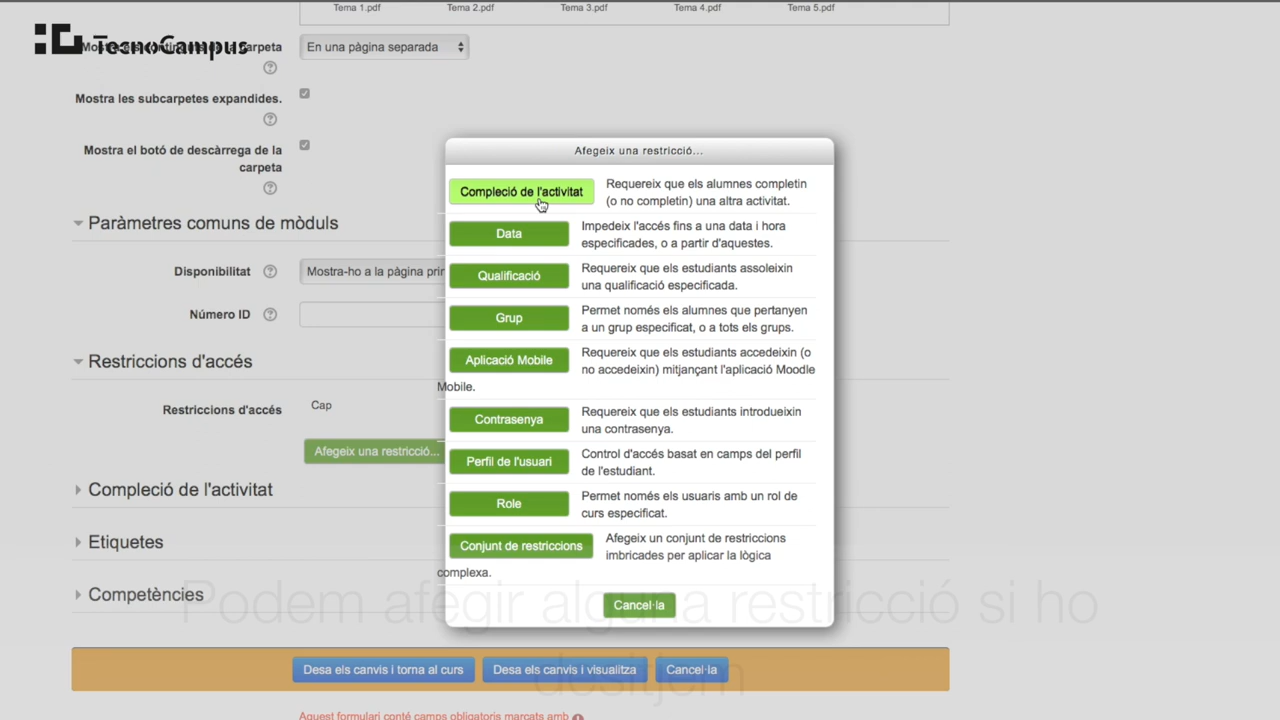 Tema 1.pdf Tema 2.pdf Tema 3.pdf Tema 4.pdf Tema 5.pdf
TecnoCampus
Mostra els continguts de la carpeta En una pàgina separada
Mostra les subcarpetes expandides.
Mostra el botó de descàrrega de la
carpeta
Paràmetres comuns de mòduls
Disponibilitat Mostra-ho a la pàgina prin
Número ID
Restriccions d'accés
Restriccions d'accés Cap
Afegeix una restricció...
Compleció de l'activitat
Etiquetes
Competències
Afegeix una restricció...
Compleció de l'activitat Requereix que els alumnes completin
(o no completin) una altra activitat.
Data Impedeix l'accés fins a una data i hora
especificades, o a partir d'aquestes.
Qualificació Requereix que els estudiants assoleixin
una qualificació especificada.
Grup Permet només els alumnes que pertanyen
a un grup especificat, o a tots els grups.
Aplicació Mobile Requereix que els estudiants accedeixin (o
no accedeixin) mitjançant l'aplicació Moodle
Mobile.
Contrasenya Requereix que els estudiants introdueixin
una contrasenya.
Perfil de l'usuari Control d'accés basat en camps del perfil
de l'estudiant.
Role Permet només els usuaris amb un rol de
curs especificat.
Conjunt de restriccions Afegeix un conjunt de restriccions
imbricades per aplicar la lògica
complexa.
Cancel·la
Podem afegir alguna restricció si ho
desitjem
Desa els canvis i torna al curs Desa els canvis i visualitza Cancel·la
Aquest formulari conté camps obligatoris marcats amb